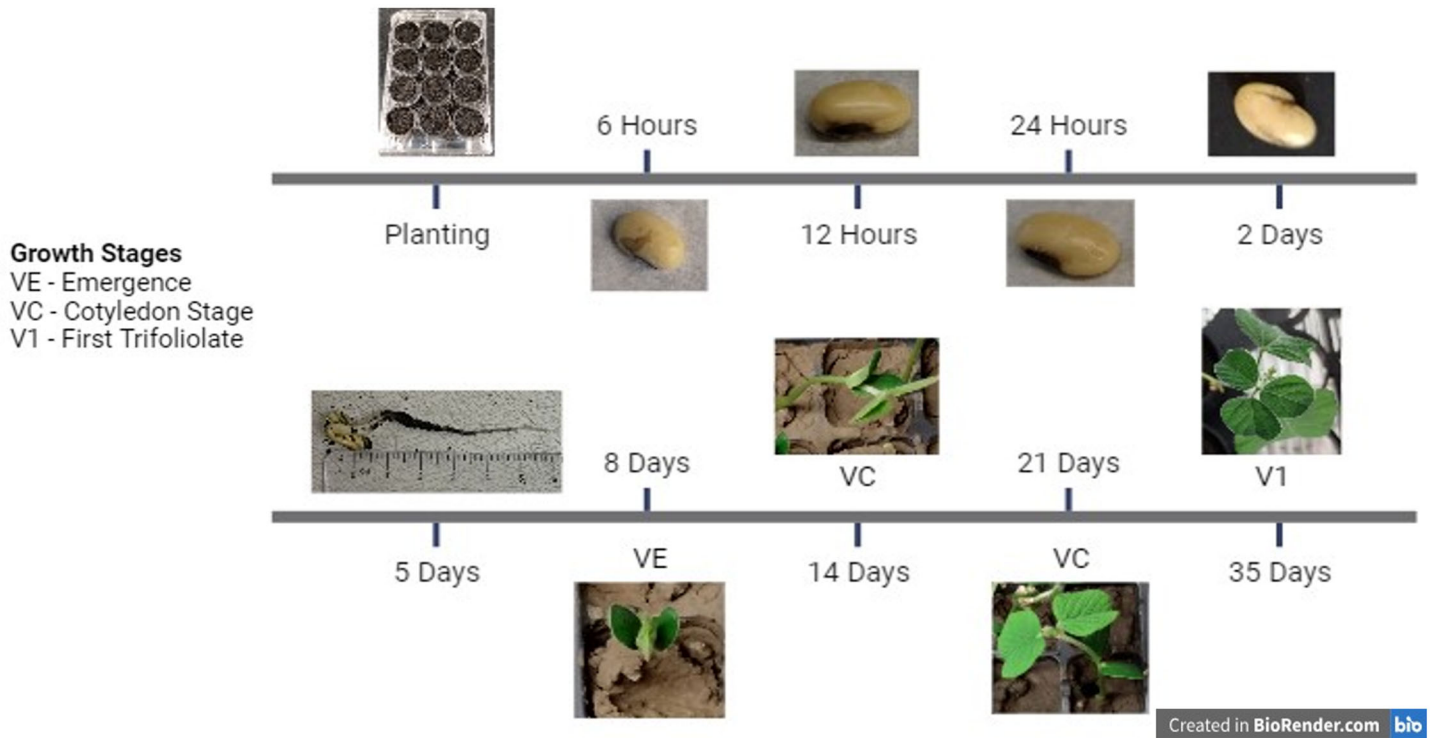 6 Hours
24 Hours
Planting
12 Hours
2 Days
Growth Stages
VE - Emergence
VC - Cotyledon Stage
V1 - First Trifoliolate
8 Days
VC
21 Days
V1
5 Days
VE
14 Days
VC
35 Days
Created in BioRender.com bio